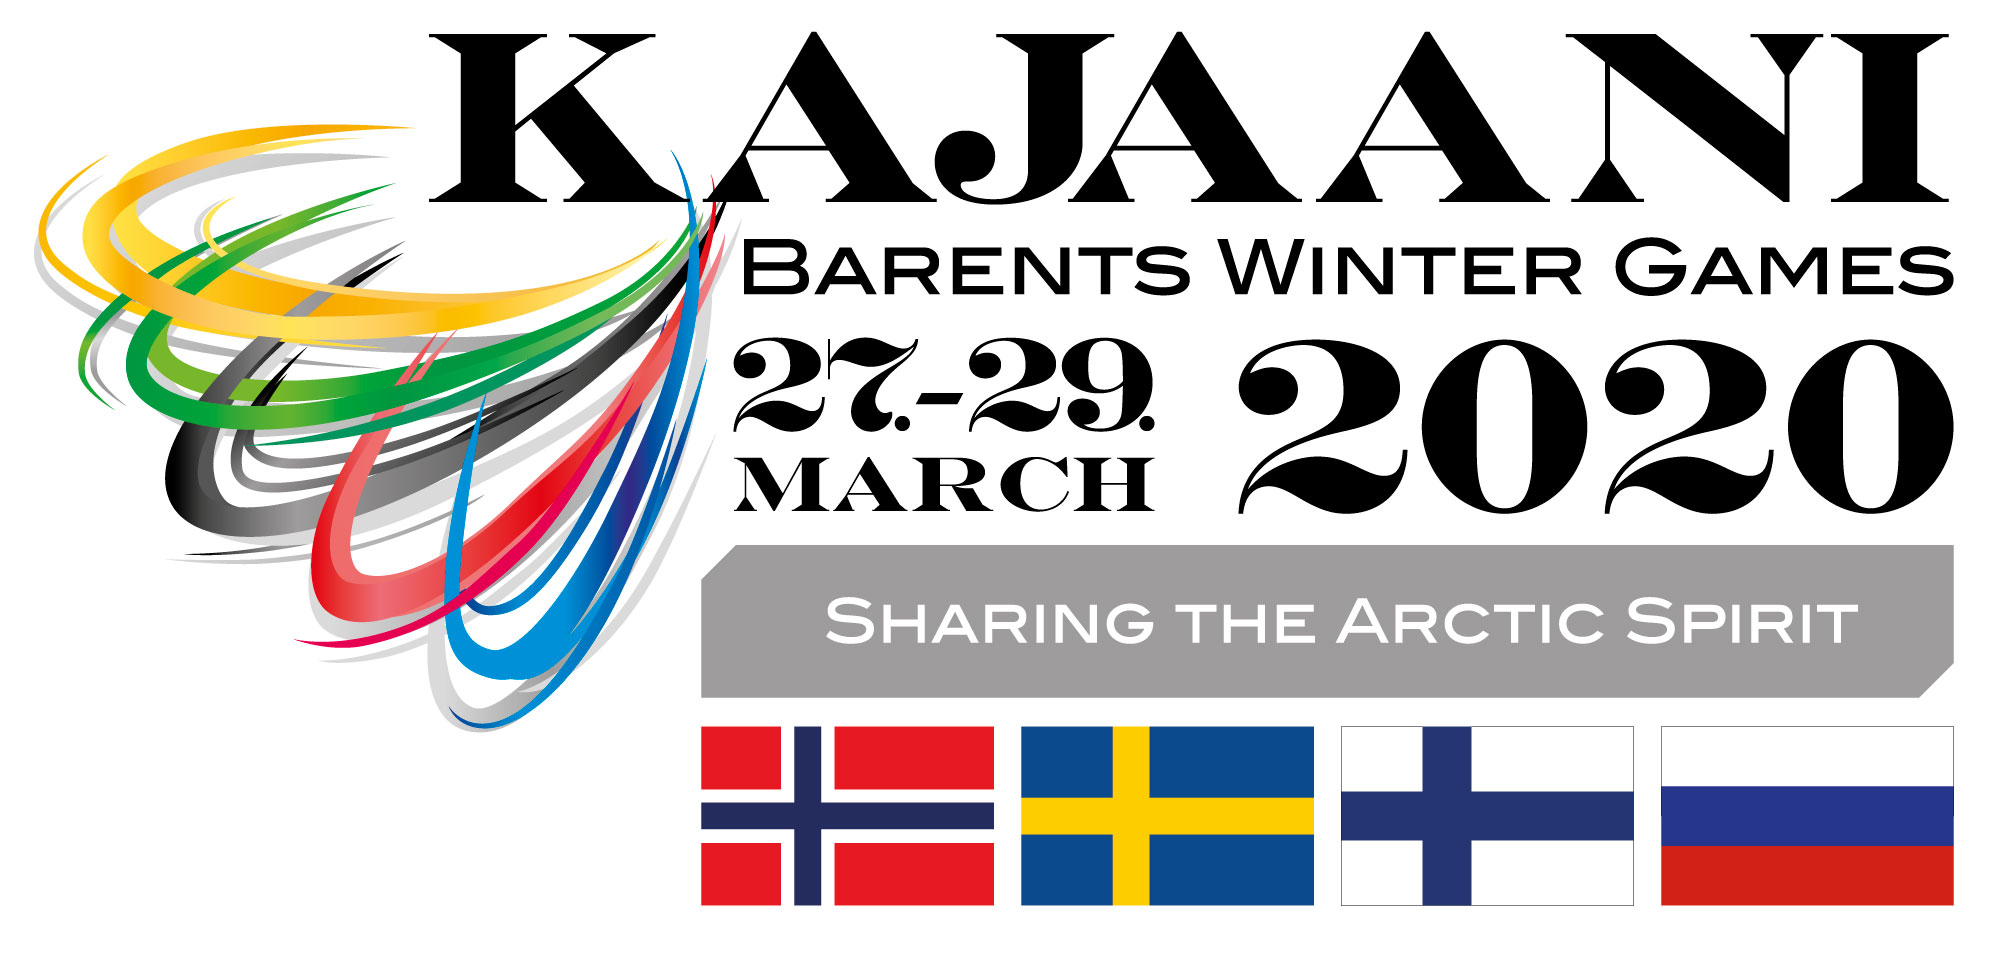 KAJAANI
BARENTS WINTER GAMES
27.-29.
MARCH
2020
SHARING THE ARCTIC SPIRIT